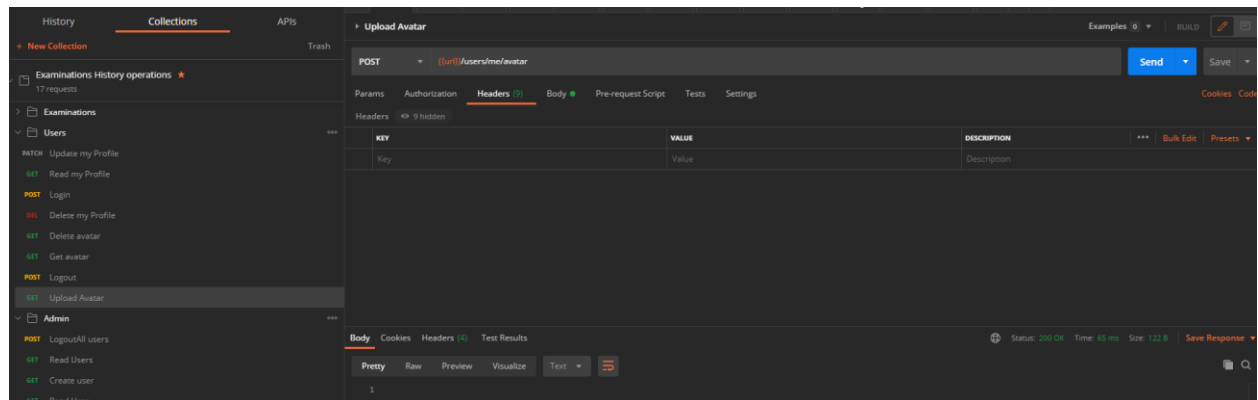 History Collections APIs
+ New Collection Trash
Examinations History operations ★
17 requests
Examinations
Users
PATCH Update my Profile
GET Read my Profile
POST Login
DEL Delete my Profile
GET Delete avatar
GET Get avatar
POST Logout
GET Upload Avatar
Admin
POST LogoutAll users
GET Read Users
GET Create user
Upload Avatar Examples 0 BUILD
POST {{url}}/users/me/avatar Send Save
Params Authorization Headers (9) Body Pre-request Script Tests Settings Cookies Code
Headers 9 hidden
KEY VALUE DESCRIPTION ••• Bulk Edit Presets
Key Value Description
Body Cookies Headers (4) Test Results Status: 200 OK Time: 65 ms Size: 122 B Save Response
Pretty Raw Preview Visualize Text
1